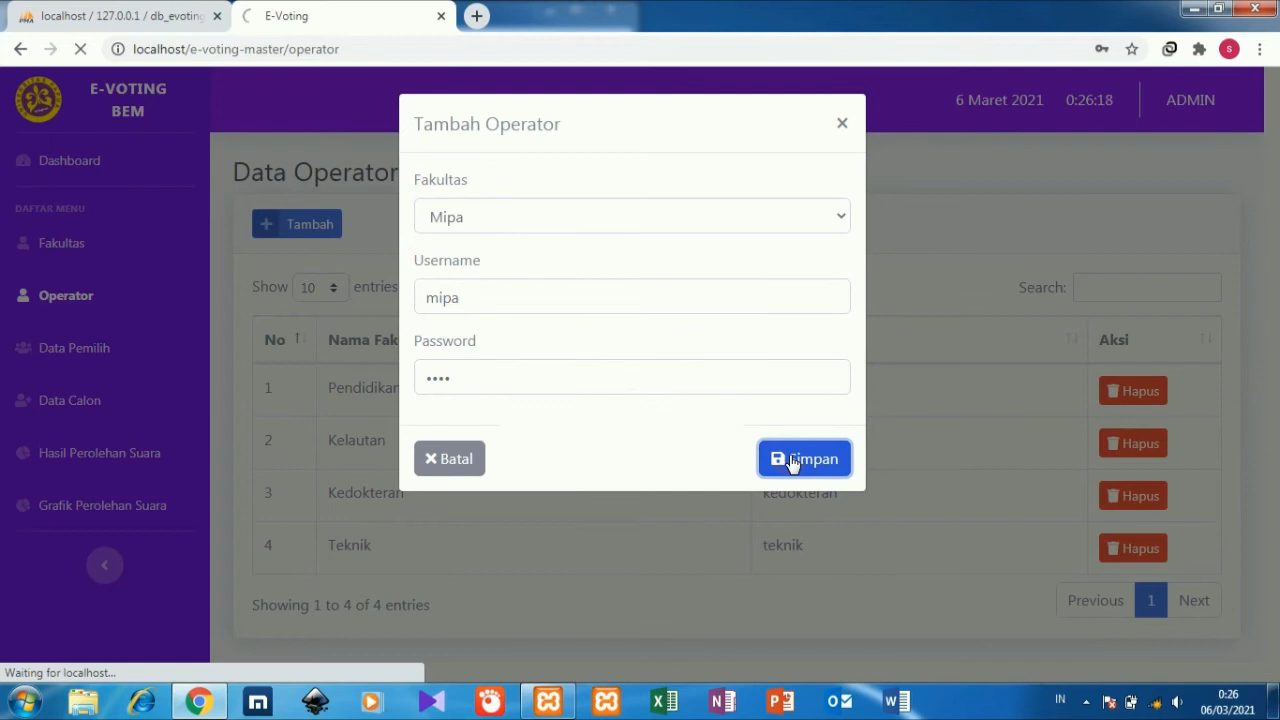 localhost / 127.0.0.1 / db_evoting
E-Voting
localhost/e-voting-master/operator
S
E-VOTING
BEM
6 Maret 2021
0:26:18
ADMIN
Dashboard
DAFTAR MENU
Fakultas
Operator
Data Pemilih
Data Calon
Hasil Perolehan Suara
Grafik Perolehan Suara
Data Operator
Tambah
Show 10 entries
Search:
No
Nama Fak
Aksi
1 Pendidikan Hapus
2 Kelautan Hapus
3 Kedokteran kedokteran Hapus
4 Teknik teknik Hapus
Showing 1 to 4 of 4 entries
Previous 1 Next
Tambah Operator
Fakultas
Mipa
Username
mipa
Password
••••
Batal
Simpan
Waiting for localhost...
IN
0:26
06/03/2021